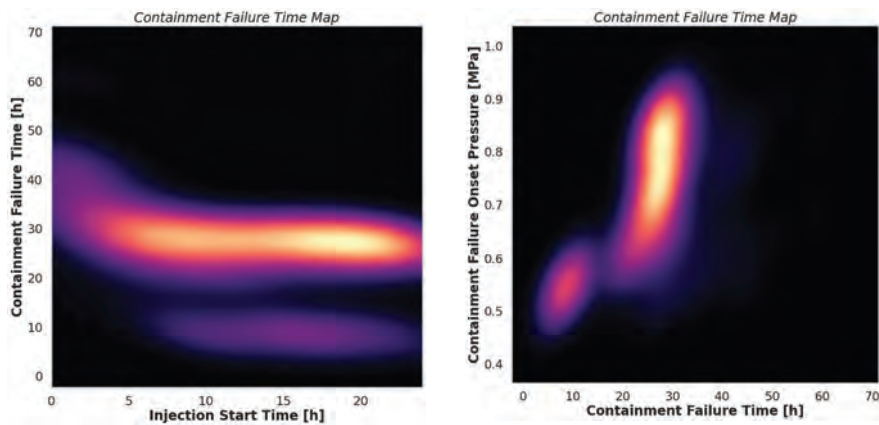 Containment Failure Time Map
70
60
50
40
30
20
10
0
Containment Failure Time [h]
0 5 10 15 20
Injection Start Time [h]
Containment Failure Time Map
1.0
0.9
0.8
0.7
0.6
0.5
0.4
Containment Failure Onset Pressure [MPa]
0 10 20 30 40 50 60 70
Containment Failure Time [h]